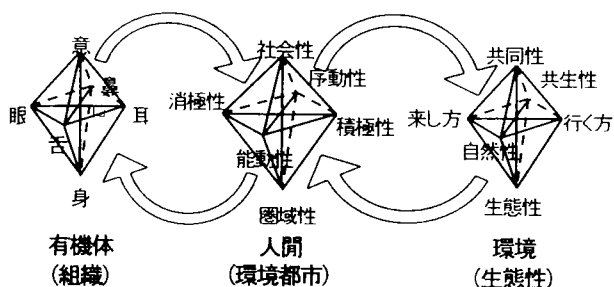 意
鼻
眼
耳
舌
身
有機体
(組織)
社会性
序動性
消極性
積極性
能動性
圏域性
人間
(環境都市)
共同性
共生性
来し方
行く方
自然性
生態性
環境
(生態性)